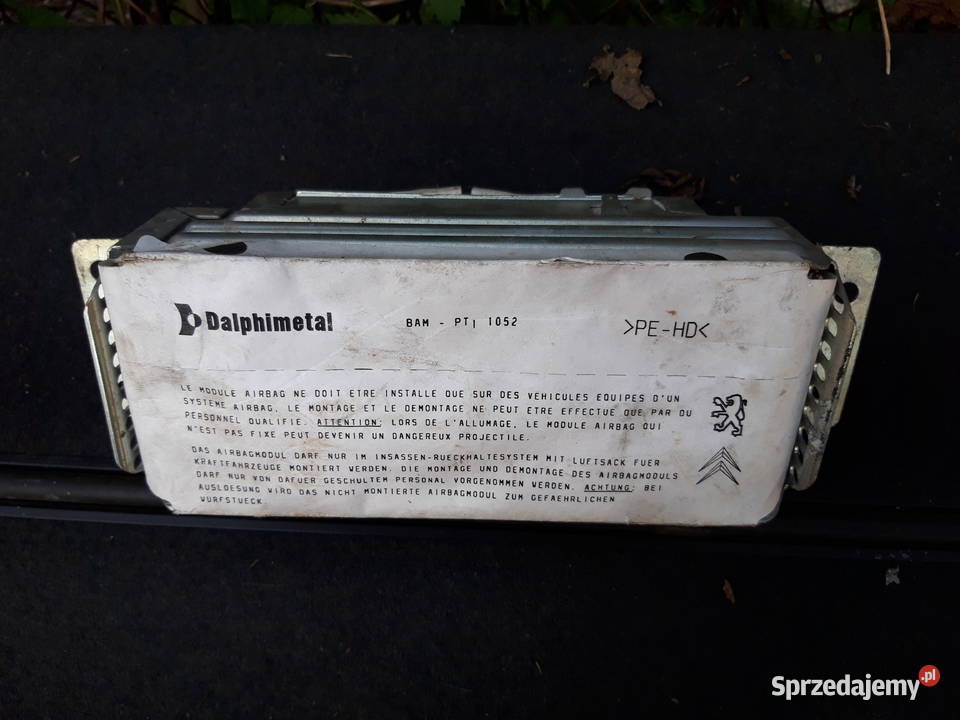 Dalphimetal
BAM - PTI 1052
>PE-HD<
LE MODULE AIRBAG NE DOIT ETRE INSTALLE QUE SUR DES VEHICULES EQUIPES D'UN
SYSTEME AIRBAG. LE MONTAGE ET LE DEMONTAGE NE PEUT ETRE EFFECTUE QUE PAR DU
PERSONNEL QUALIFIE. ATTENTION: LORS DE L'ALLUMAGE, LE MODULE AIRBAG QUI
N'EST PAS FIXE PEUT DEVENIR UN DANGEREUX PROJECTILE.
DAS AIRBAGMODUL DARF NUR IM INSASSEN-RUECKHALTESYSTEM MIT LUFTSACK FUER
KRAFTFAHRZEUGE MONTIERT WERDEN. DIE MONTAGE UND DEMONTAGE DES AIRBAGMODULS
DARF NUR VON DAFUER GESCHULTEM PERSONAL VORGENOMMEN WERDEN. ACHTUNG: BEI
AUSLOESUNG WIRD DAS NICHT MONTIERTE AIRBAGMODUL ZUM GEFAEHRLICHEN
WURFSTUECK.
Sprzedajemy.pl